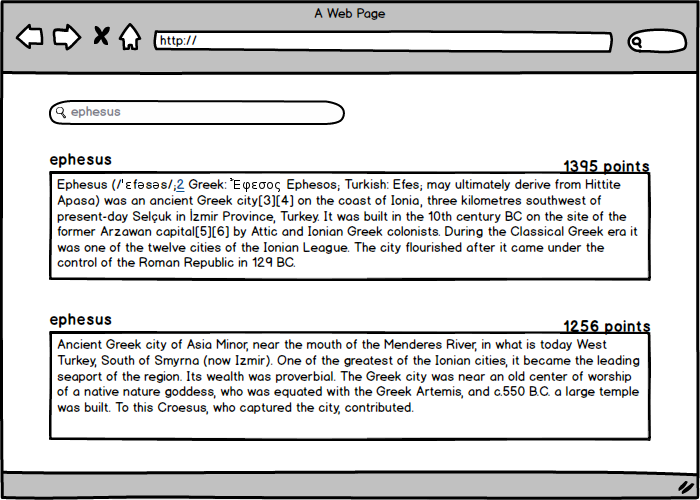 A Web Page
http://
ephesus
ephesus
1395 points
Ephesus (/ˈɛfəsəs/;2 Greek: Ἔφεσος Ephesos; Turkish: Efes; may ultimately derive from Hittite
Apasa) was an ancient Greek city[3][4] on the coast of Ionia, three kilometres southwest of
present-day Selçuk in İzmir Province, Turkey. It was built in the 10th century BC on the site of the
former Arzawan capital[5][6] by Attic and Ionian Greek colonists. During the Classical Greek era it
was one of the twelve cities of the Ionian League. The city flourished after it came under the
control of the Roman Republic in 129 BC.
ephesus
1256 points
Ancient Greek city of Asia Minor, near the mouth of the Menderes River, in what is today West
Turkey, South of Smyrna (now Izmir). One of the greatest of the Ionian cities, it became the leading
seaport of the region. Its wealth was proverbial. The Greek city was near an old center of worship
of a native nature goddess, who was equated with the Greek Artemis, and c.550 B.C. a large temple
was built. To this Croesus, who captured the city, contributed.